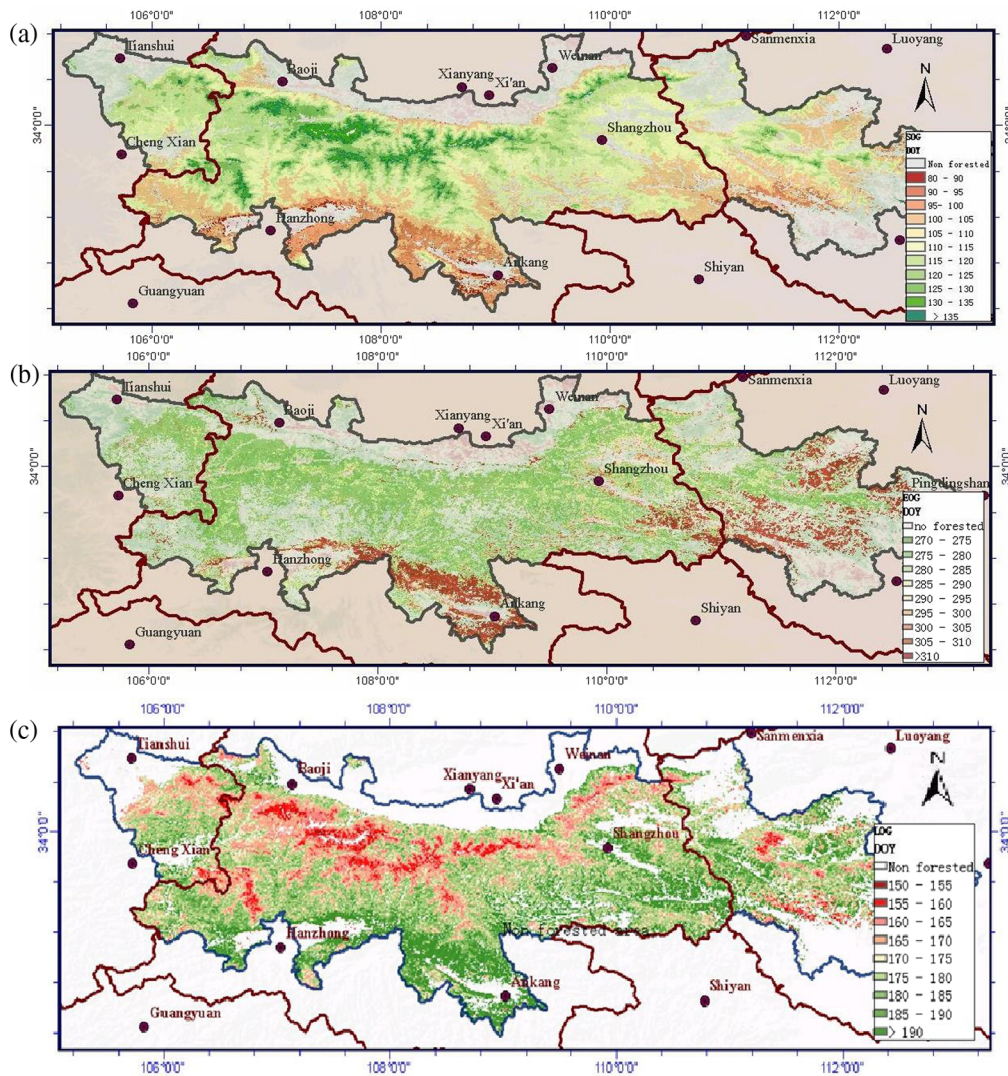 106°0'0" 108°0'0" 110°0'0" 112°0'0"
(a)
Tianshui
Sanmenxia
Luoyang
Baoji
Weinan
Xianyang
Xi'an
N
34°0'0"
Cheng Xian
Shangzhou
Hanzhong
Ankang
Shiyan
Guangyuan
SOG
DOY
Non forested
80 - 90
90 - 95
95- 100
100 - 105
105 - 110
110 - 115
115 - 120
120 - 125
125 - 130
130 - 135
> 135
106°0'0" 108°0'0" 110°0'0" 112°0'0"
106°0'0" 108°0'0" 110°0'0" 112°0'0"
(b)
Tianshui
Sanmenxia
Luoyang
Baoji
Weinan
Xianyang
Xi'an
N
34°0'0"
34°0'0"
Cheng Xian
Shangzhou
Pingdingshan
Hanzhong
Ankang
Shiyan
Guangyuan
EOG
DOY
no forested
270 - 275
275 - 280
280 - 285
285 - 290
290 - 295
295 - 300
300 - 305
305 - 310
>310
106°0'0" 108°0'0" 110°0'0" 112°0'0"
106°0'0" 108°0'0" 110°0'0" 112°0'0"
(c)
Tianshui
Sanmenxia
Luoyang
Baoji
Weinan
Xianyang
Xi'an
N
34°0'0"
34°0'0"
Cheng Xian
Shangzhou
Non forested area
Hanzhong
Ankang
Shiyan
Guangyuan
LOG
DOY
Non forested
150 - 155
155 - 160
160 - 165
165 - 170
170 - 175
175 - 180
180 - 185
185 - 190
> 190
106°0'0" 108°0'0" 110°0'0" 112°0'0"